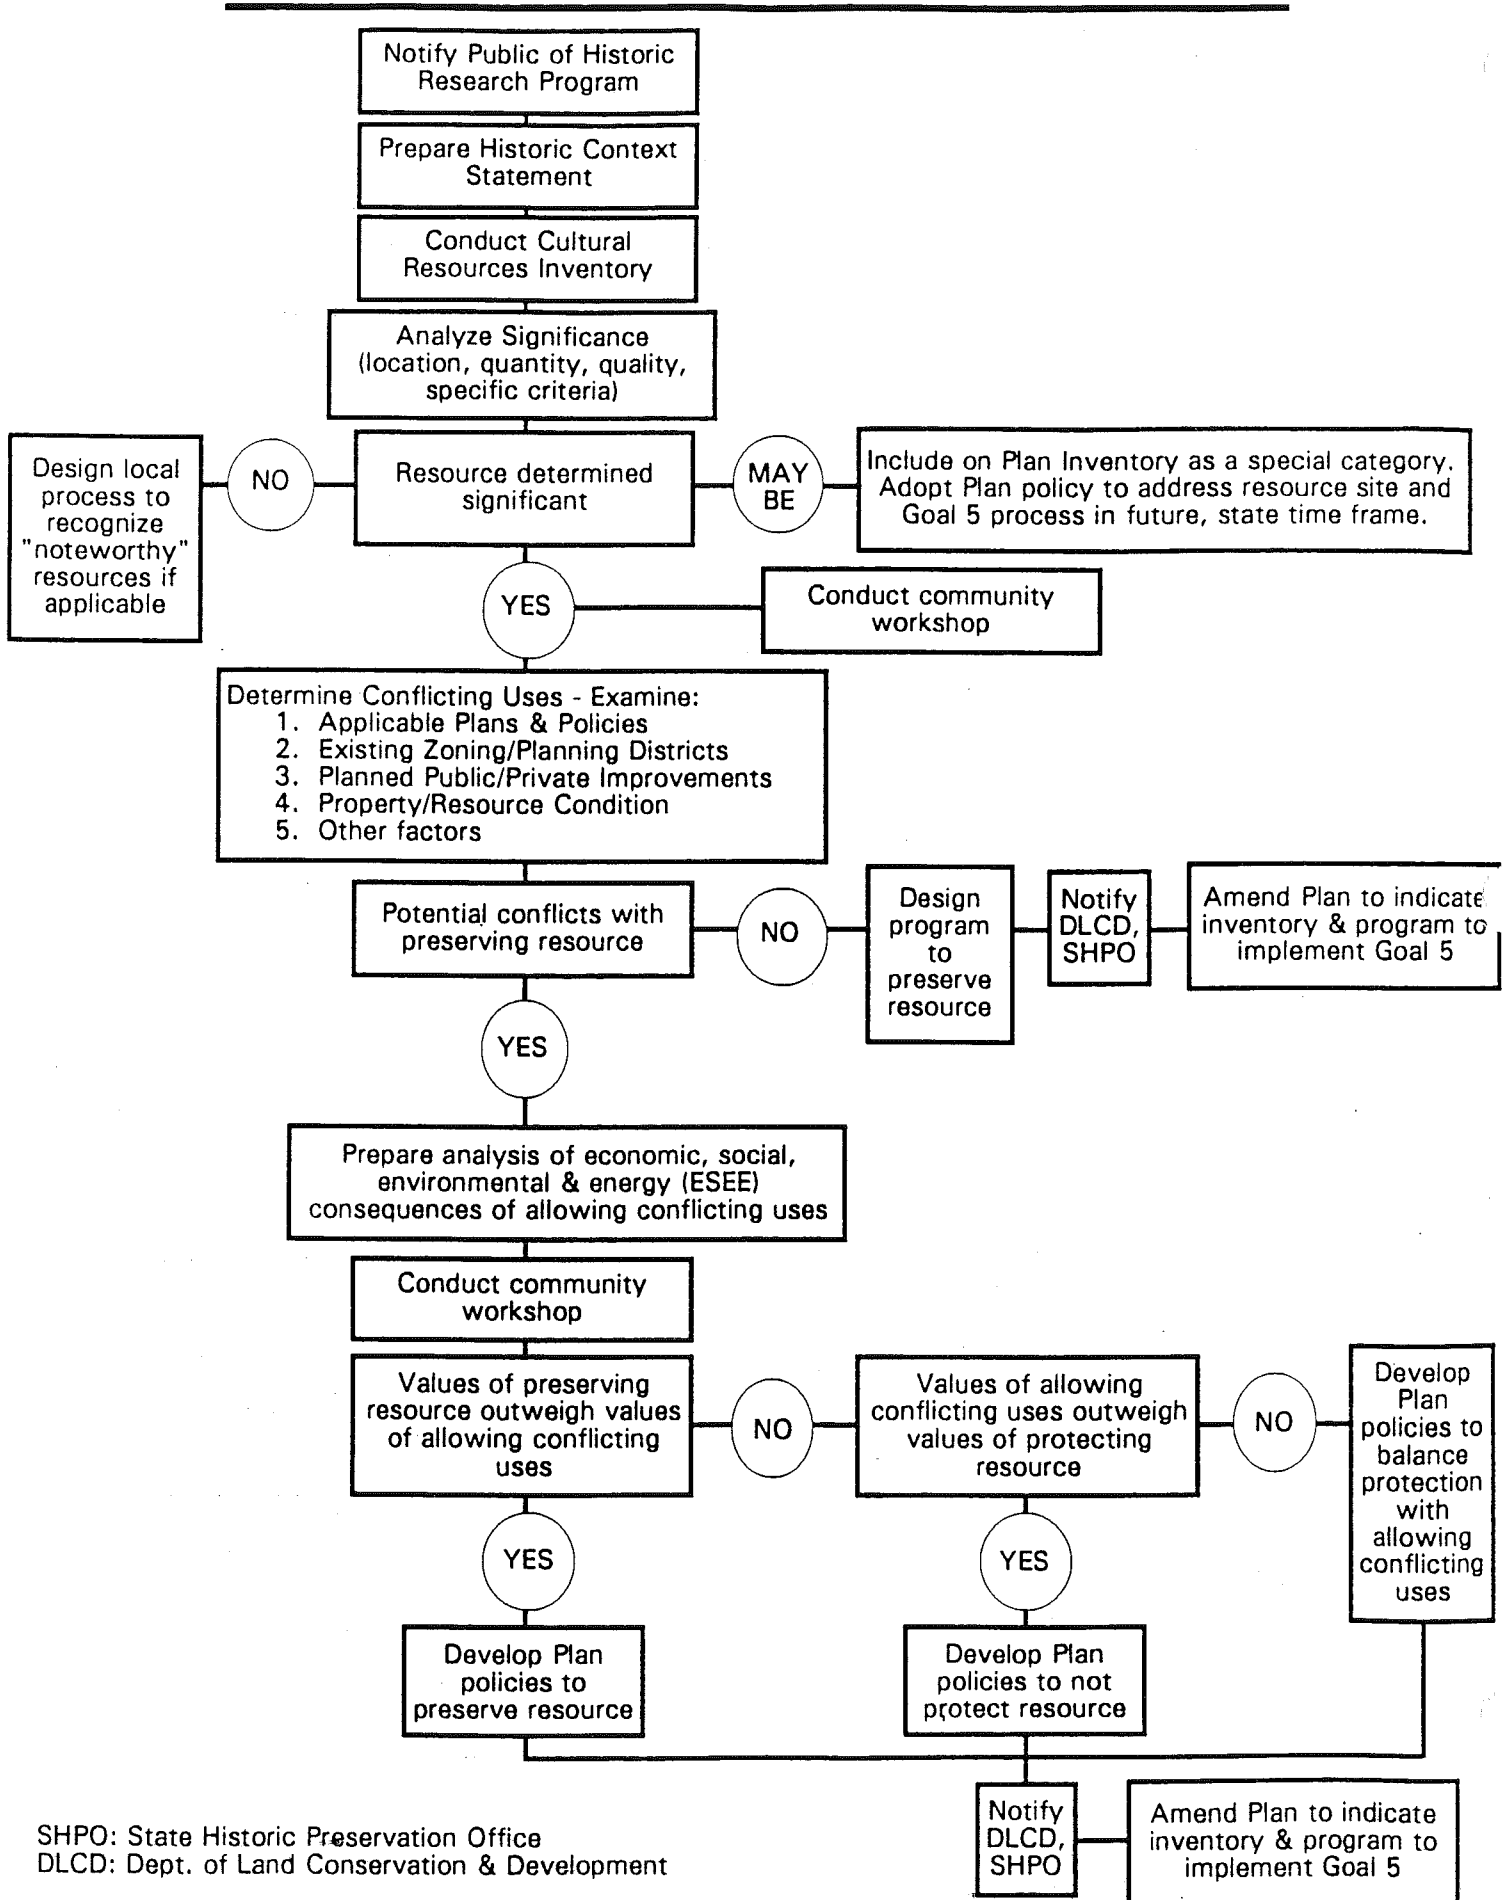 Notify Public of Historic
Research Program
Prepare Historic Context
Statement
Conduct Cultural
Resources Inventory
Analyze Significance
(location, quantity, quality,
specific criteria)
Design local
process to
recognize
"noteworthy"
resources if
applicable
NO
Resource determined
significant
MAY
BE
Include on Plan Inventory as a special category.
Adopt Plan policy to address resource site and
Goal 5 process in future, state time frame.
YES
Conduct community
workshop
Determine Conflicting Uses - Examine:
1. Applicable Plans & Policies
2. Existing Zoning/Planning Districts
3. Planned Public/Private Improvements
4. Property/Resource Condition
5. Other factors
Potential conflicts with
preserving resource
NO
Design
program
to
preserve
resource
Notify
DLCD,
SHPO
Amend Plan to indicate
inventory & program to
implement Goal 5
YES
Prepare analysis of economic, social,
environmental & energy (ESEE)
consequences of allowing conflicting uses
Conduct community
workshop
Values of preserving
resource outweigh values
of allowing conflicting
uses
NO
Values of allowing
conflicting uses outweigh
values of protecting
resource
NO
Develop
Plan
policies to
balance
protection
with
allowing
conflicting
uses
YES
YES
Develop Plan
policies to
preserve resource
Develop Plan
policies to not
protect resource
Notify
DLCD,
SHPO
Amend Plan to indicate
inventory & program to
implement Goal 5
SHPO: State Historic Preservation Office
DLCD: Dept. of Land Conservation & Development